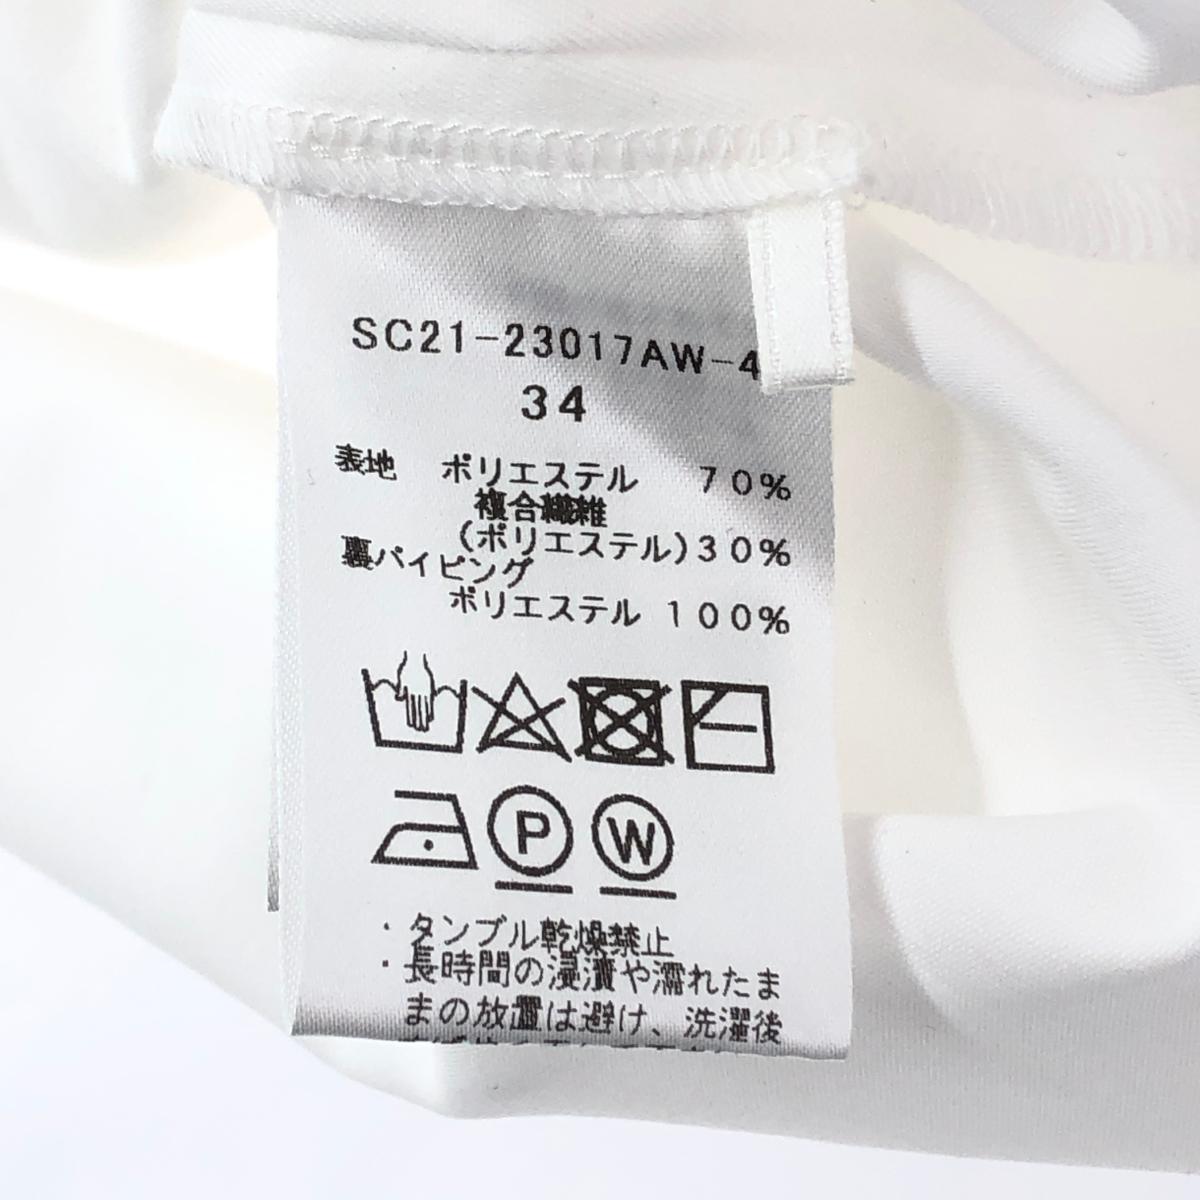 SC21-23017AW-4
34
表地 ポリエステル 70%
複合繊維
(ポリエステル)30%
裏パイピング
ポリエステル 100%
P W
・タンブル乾燥禁止
・長時間の浸漬や濡れたま
まの放置は避け、洗濯後